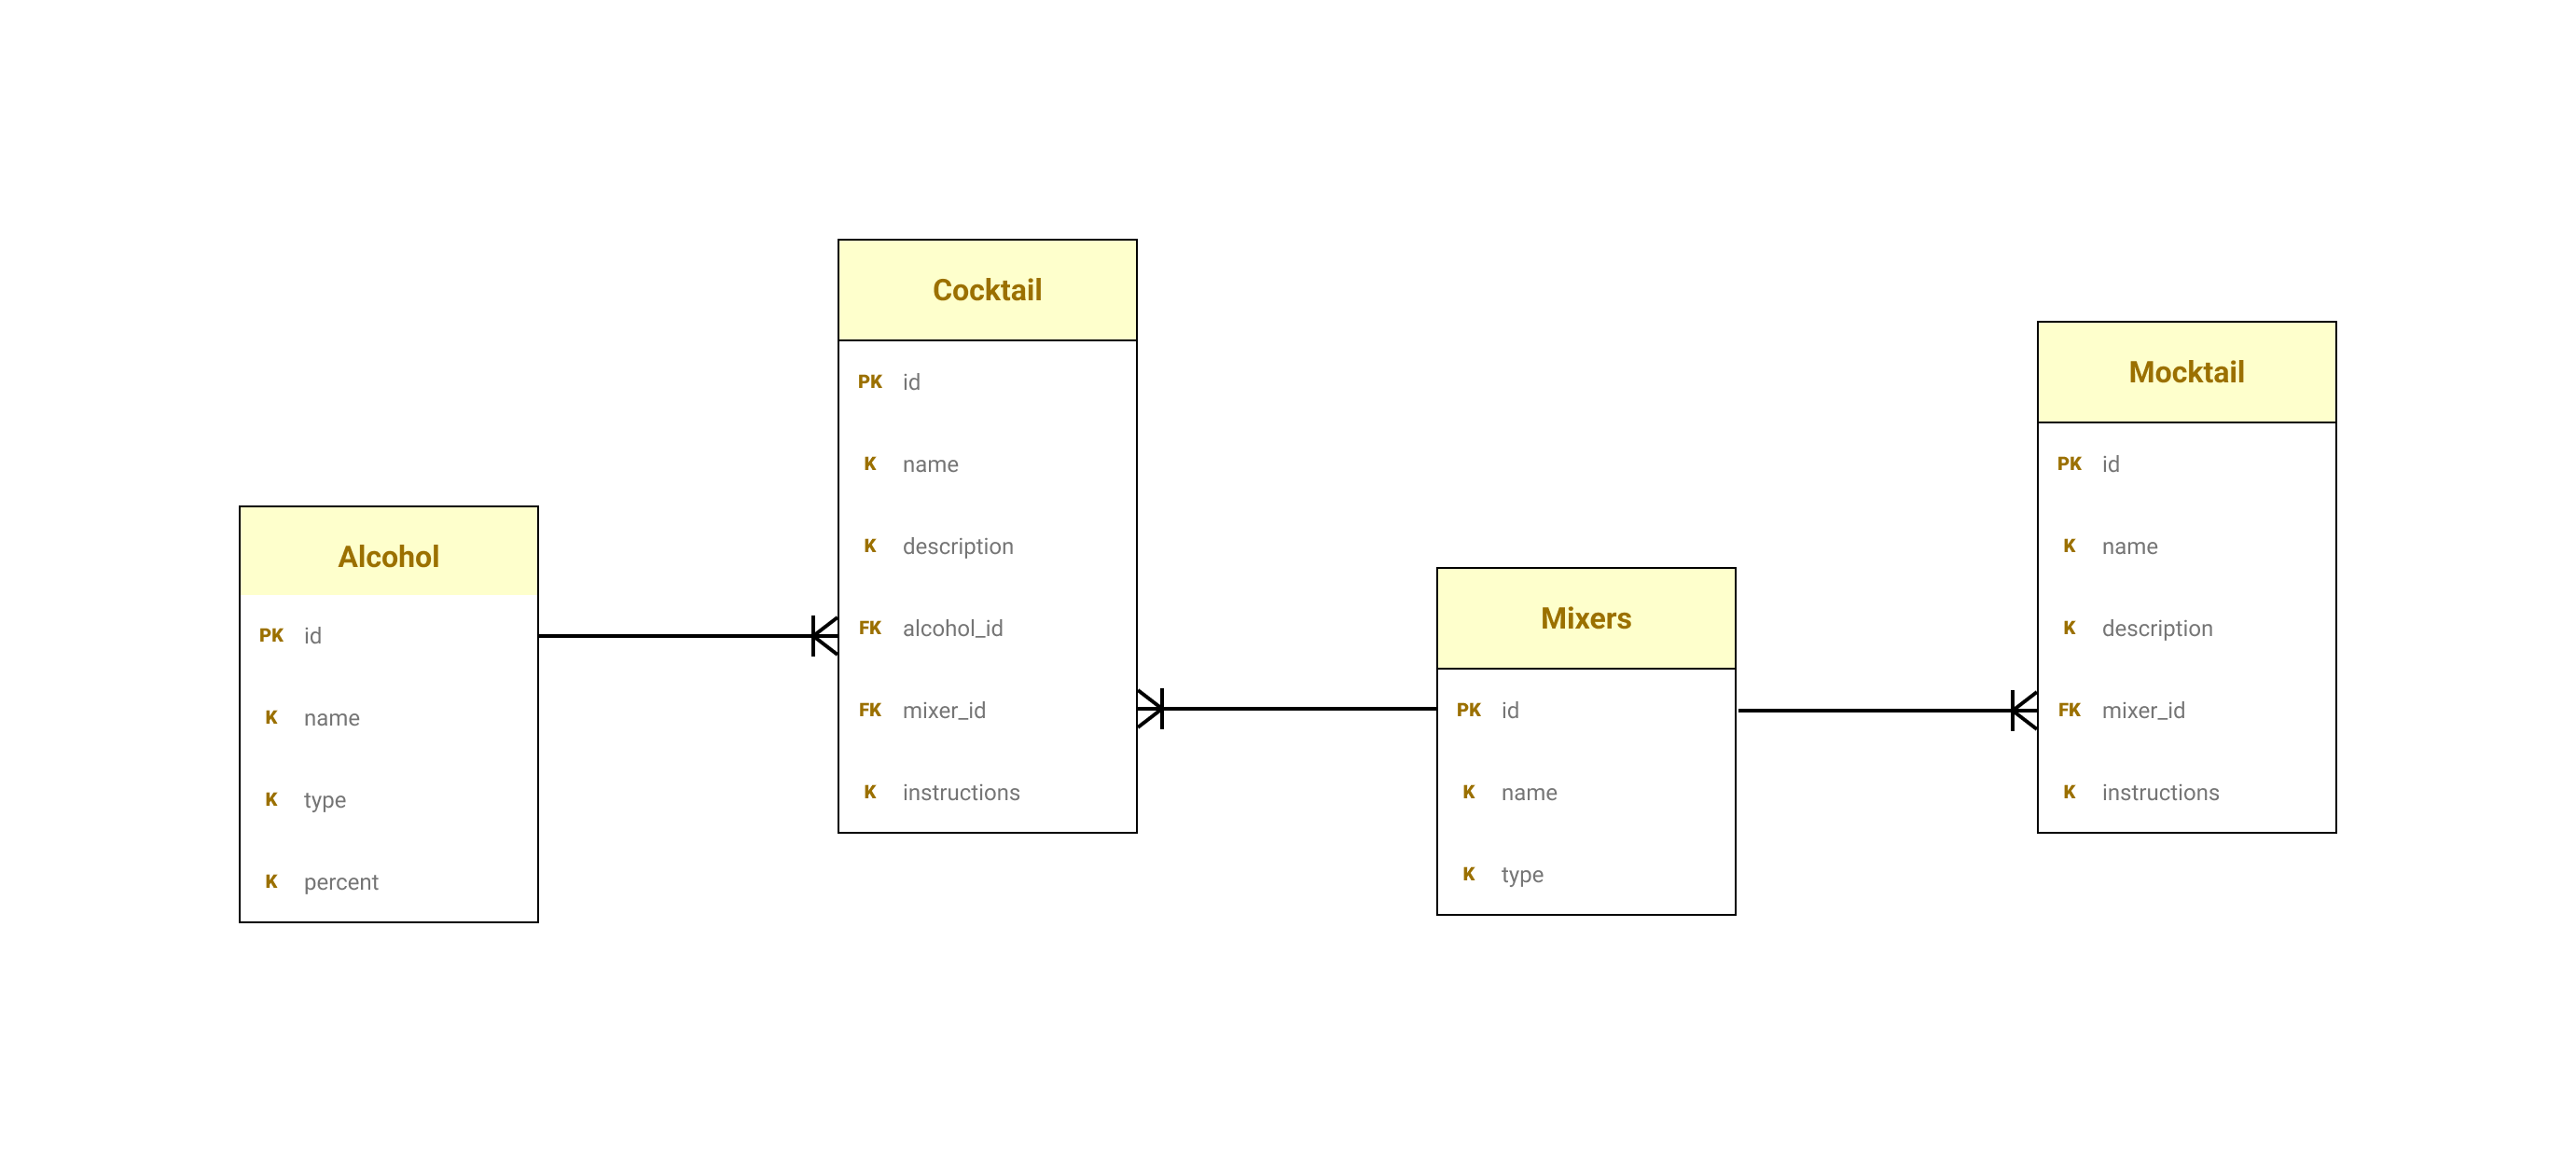 Alcohol
PK id
K name
K type
K percent
Cocktail
PK id
K name
K description
FK alcohol_id
FK mixer_id
K instructions
Mixers
PK id
K name
K type
Mocktail
PK id
K name
K description
FK mixer_id
K instructions